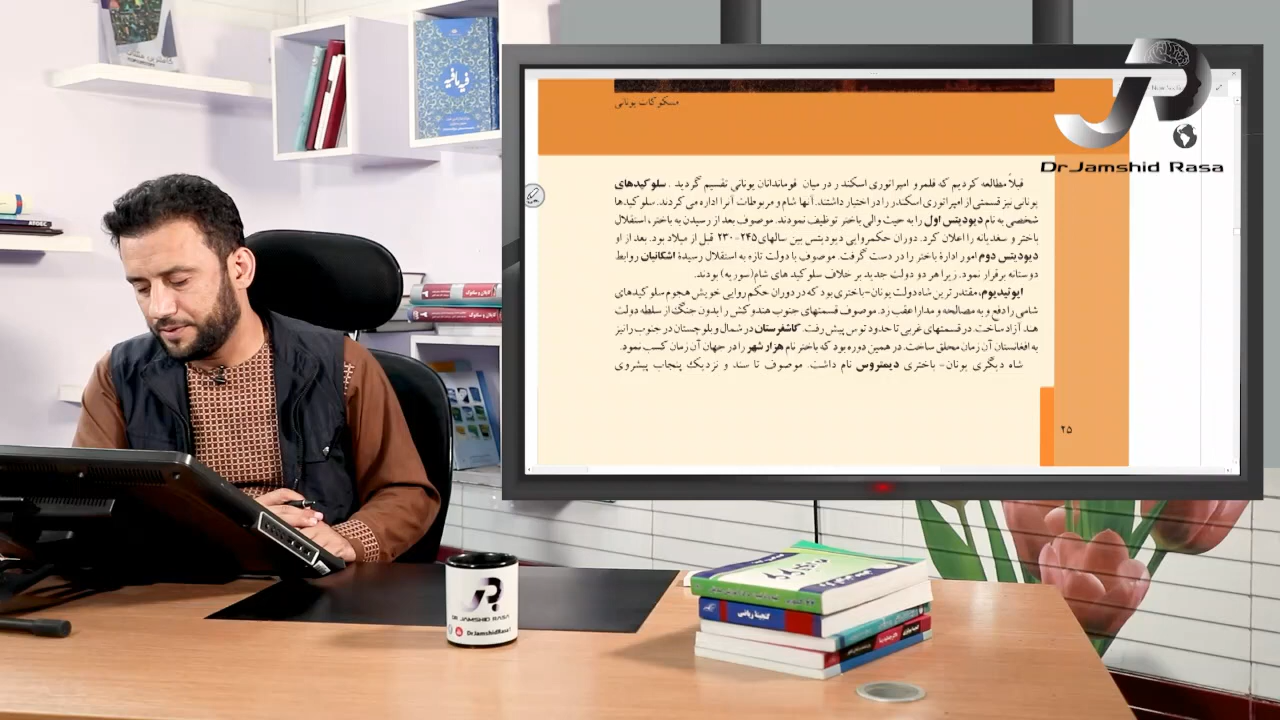 فیه مافیه
مسکوکات یونانی
Dr.Jamshid Rasa
قبلاً مطالعه کردیم که قلمرو امپراتوری اسکندر در میان قوماندانان یونانی تقسیم گردید . سلوکیدهای
یونانی نیز قسمتی از امپراتوری اسکندر را در اختیار داشتند. آنها شام و مربوطات آنرا اداره می کردند. سلوکیدها
شخصی به نام دیودیتس اول را به حیث والی باختر توظیف نمودند. موصوف بعد از رسیدن به باختر، استقلال
باختر و سغدیانه را اعلان کرد. دوران حکمروایی دیودیتس بین سالهای ۲۴۵- ۲۳۰ قبل از میلاد بود. بعد از او
دیودیتس دوم امور ادارهٔ باختر را در دست گرفت. موصوف با دولت تازه به استقلال رسیدهٔ اشکانیان روابط
دوستانه برقرار نمود. زیرا هر دو دولت جدید بر خلاف سلوکید های شام(سوریه) بودند.
ایوتیدیوم، مقتدر ترین شاه دولت یونان-باختری بود که در دوران حکم روایی خویش هجوم سلوکیدهای
شامی را دفع و به مصالحه و مدارا عقب زد. موصوف قسمتهای جنوب هندوکش را بدون جنگ از سلطه دولت
هند آزاد ساخت. در قسمتهای غربی تا حدود توس پیش رفت. کاشغرستان در شمال و بلوچستان در جنوب را نیز
به افغانستان آن زمان ملحق ساخت. در همین دوره بود که باختر نام هزار شهر را در جهان آن زمان کسب نمود.
شاه دیگری یونان- باختری دیمتروس نام داشت. موصوف تا سند و نزدیک پنجاب پیشروی
۲۵
DR JAMSHID RASA
DrJamshidRasa1
گنجینهٔ ریاضی